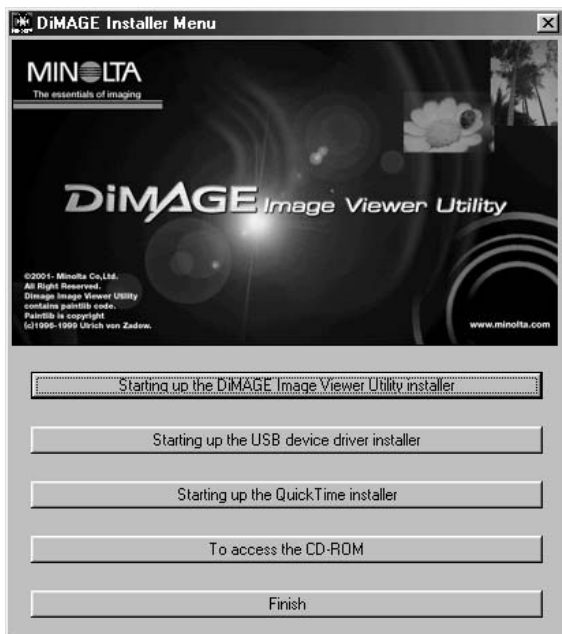 DiMAGE Installer Menu
MINOLTA
The essentials of imaging
DiMAGE Image Viewer Utility
©2001- Minolta Co,Ltd.
All Right Reserved.
Dimage Image Viewer Utility
contains paintlib code.
Paintlib is copyright
(c)1996-1999 Ulrich von Zadow.
www.minolta.com
Starting up the DiMAGE Image Viewer Utility installer
Starting up the USB device driver installer
Starting up the QuickTime installer
To access the CD-ROM
Finish